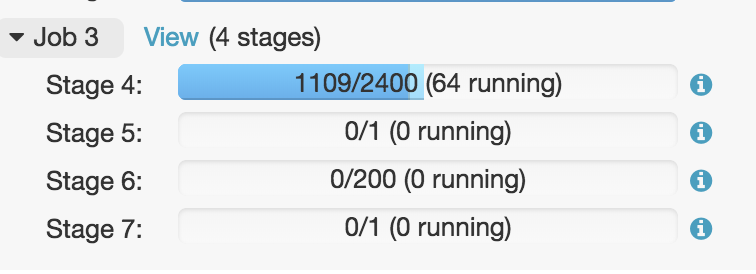 Job 3 View (4 stages)
Stage 4: 1109/2400 (64 running)
Stage 5: 0/1 (0 running)
Stage 6: 0/200 (0 running)
Stage 7: 0/1 (0 running)